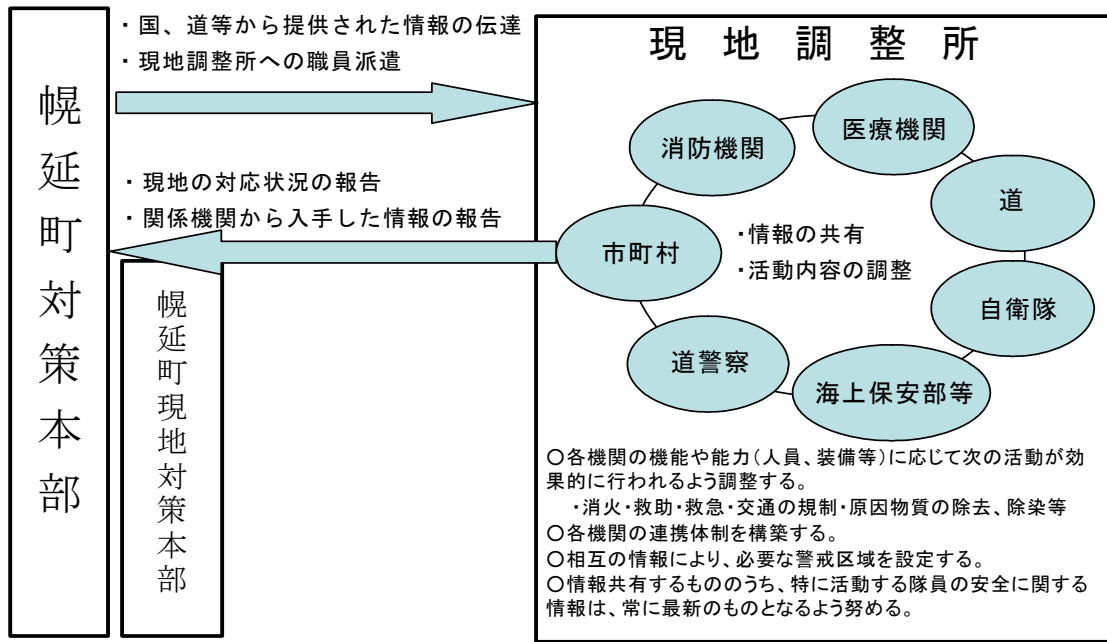 幌延町対策本部
・国、道等から提供された情報の伝達
・現地調整所への職員派遣
・現地の対応状況の報告
・関係機関から入手した情報の報告
幌延町現地対策本部
現地調整所
消防機関
医療機関
道
自衛隊
海上保安部等
道警察
市町村
・情報の共有
・活動内容の調整
○各機関の機能や能力(人員、装備等)に応じて次の活動が効
果的に行われるよう調整する。
・消火・救助・救急・交通の規制・原因物質の除去、除染等
○各機関の連携体制を構築する。
○相互の情報により、必要な警戒区域を設定する。
○情報共有するもののうち、特に活動する隊員の安全に関する
情報は、常に最新のものとなるよう努める。